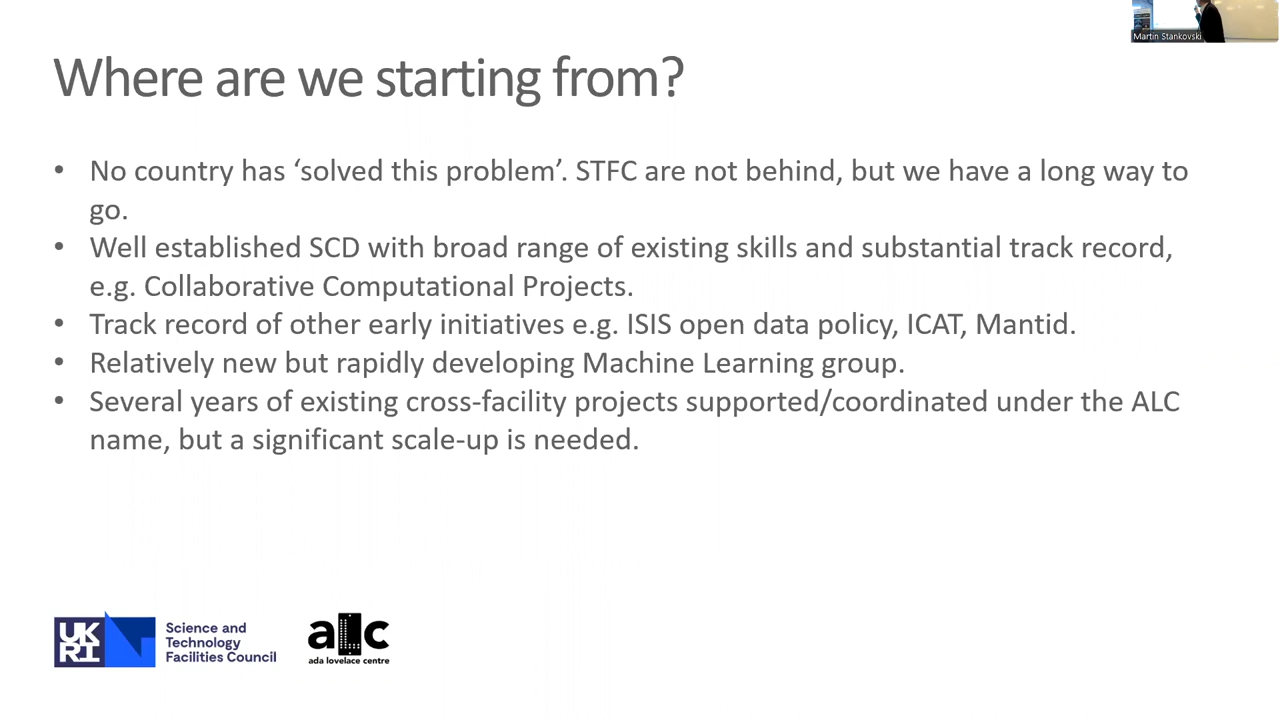 Martin Stankovski
Where are we starting from?
• No country has ‘solved this problem’. STFC are not behind, but we have a long way to
go.
• Well established SCD with broad range of existing skills and substantial track record,
e.g. Collaborative Computational Projects.
• Track record of other early initiatives e.g. ISIS open data policy, ICAT, Mantid.
• Relatively new but rapidly developing Machine Learning group.
• Several years of existing cross-facility projects supported/coordinated under the ALC
name, but a significant scale-up is needed.
UK
RI
Science and
Technology
Facilities Council
alc
ada lovelace centre